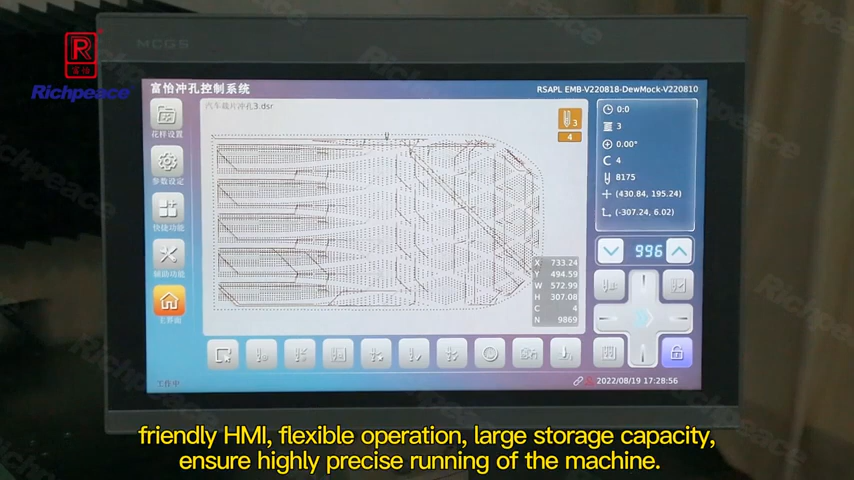 R
富怡
Richpeace
MCGS
富怡冲孔控制系统
RSAPL EMB-V220818-DewMock-V220810
汽车裁片冲孔3.dsr
花样设置
参数设定
快捷功能
辅助功能
主界面
工作中
3
4
0:0
3
0.00°
4
8175
(430.84, 195.24)
(-307.24, 6.02)
996
X 733.24
Y 494.59
W 572.99
H 307.08
C 4
N 9869
2022/08/19 17:28:56
friendly HMI, flexible operation, large storage capacity,
ensure highly precise running of the machine.